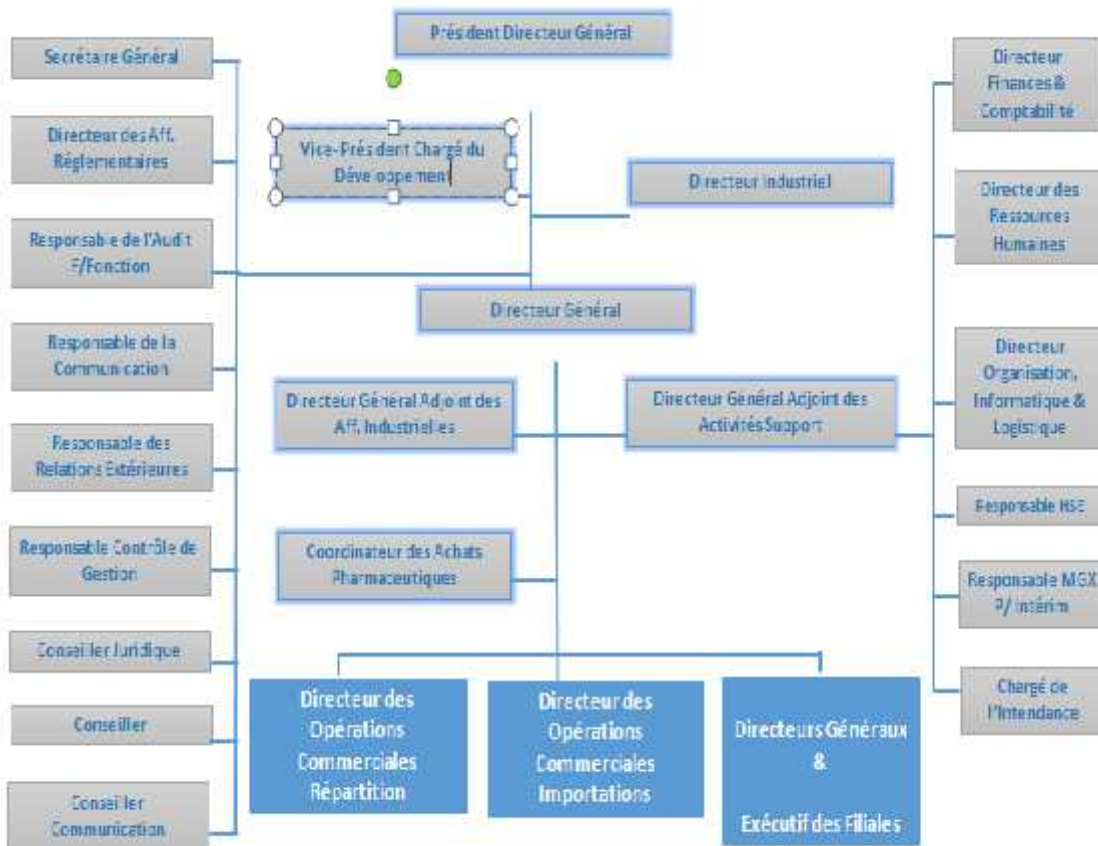 Président Directeur Général
Secrétaire Général
Directeur des Aff.
Réglementaires
Responsable de l'Audit
F/Fonction
Responsable de la
Communication
Responsable des
Relations Extérieures
Responsable Contrôle de
Gestion
Conseiller Juridique
Conseiller
Conseiller
Communication
Vice-Président Chargé du
Développement
Directeur Industriel
Directeur Général
Directeur Général Adjoint des
Aff. Industrielles
Directeur Général Adjoint des
Activités Support
Coordinateur des Achats
Pharmaceutiques
Directeur des
Opérations
Commerciales
Répartition
Directeur des
Opérations
Commerciales
Importations
Directeurs Généraux
&
Exécutif des Filiales
Directeur
Finances &
Comptabilité
Directeur des
Ressources
Humaines
Directeur
Organisation,
Informatique &
Logistique
Responsable HSE
Responsable MGX
P/ Intérim
Chargé de
l'Intendance